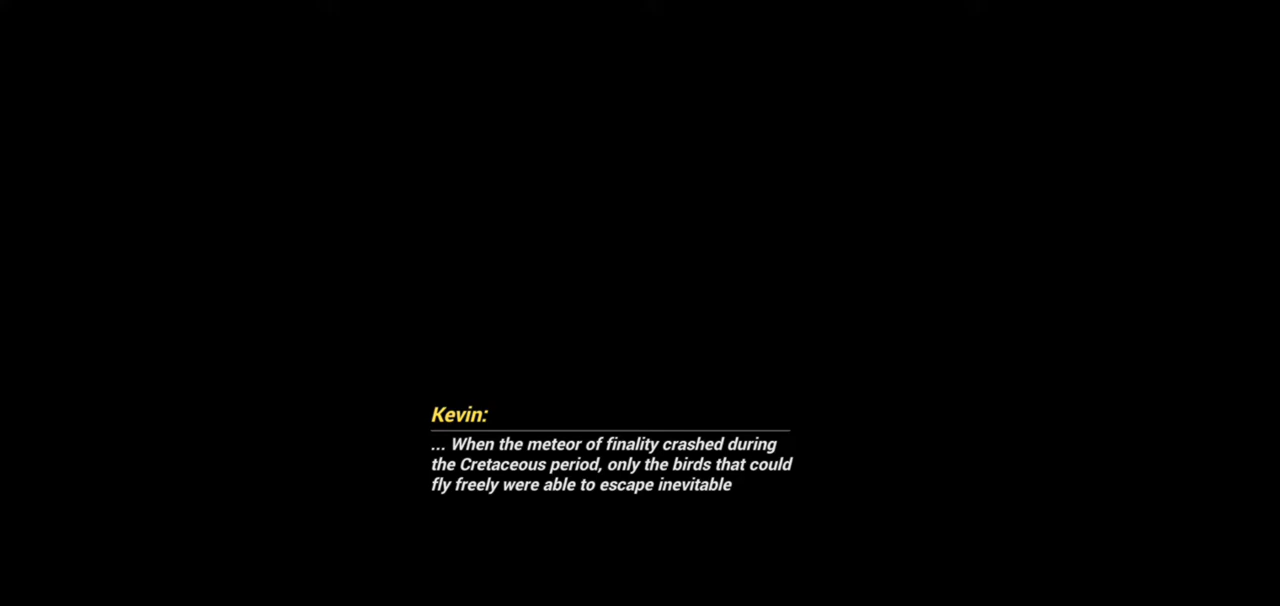 Kevin:
... When the meteor of finality crashed during
the Cretaceous period, only the birds that could
fly freely were able to escape inevitable